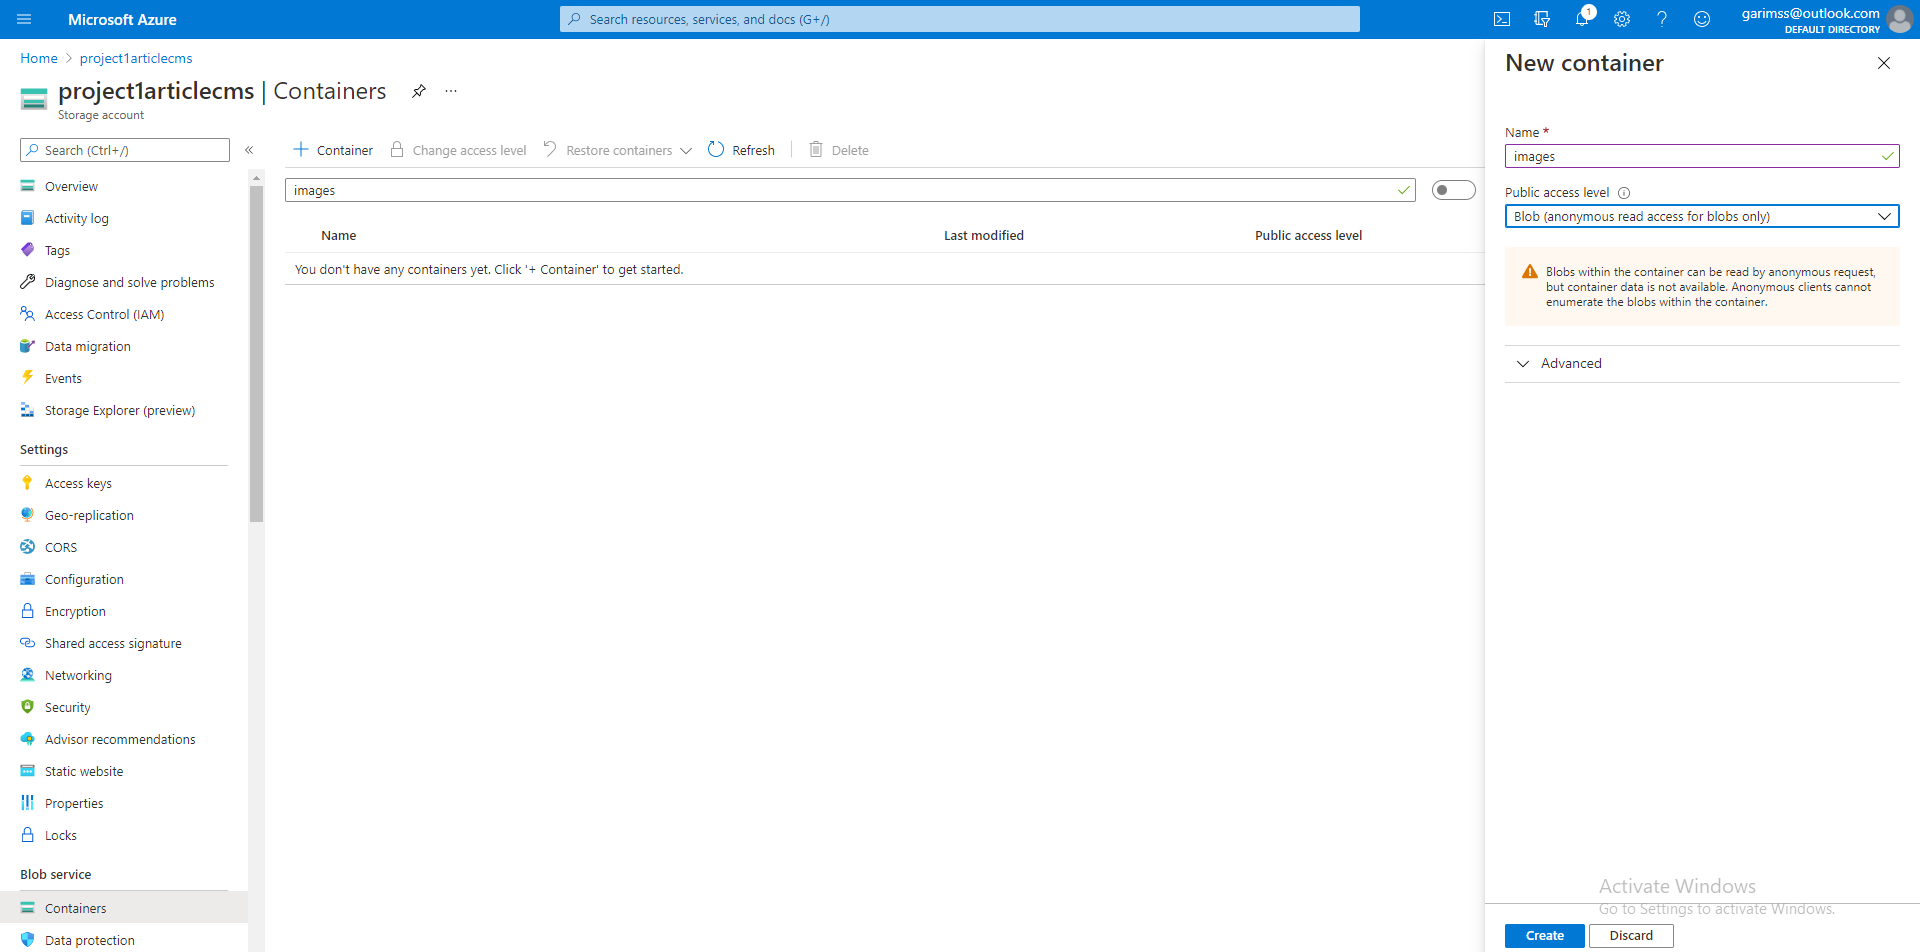 Microsoft Azure
Search resources, services, and docs (G+/)
1
garimss@outlook.com
DEFAULT DIRECTORY
Home > project1articlecms
project1articlecms | Containers
Storage account
Search (Ctrl+/)
Overview
Activity log
Tags
Diagnose and solve problems
Access Control (IAM)
Data migration
Events
Storage Explorer (preview)
Settings
Access keys
Geo-replication
CORS
Configuration
Encryption
Shared access signature
Networking
Security
Advisor recommendations
Static website
Properties
Locks
Blob service
Containers
Data protection
Container Change access level Restore containers Refresh Delete
images
Name Last modified Public access level
You don't have any containers yet. Click '+ Container' to get started.
New container
Name *
images
Public access level
Blob (anonymous read access for blobs only)
Blobs within the container can be read by anonymous request,
but container data is not available. Anonymous clients cannot
enumerate the blobs within the container.
Advanced
Activate Windows
Go to Settings to activate Windows.
Create Discard